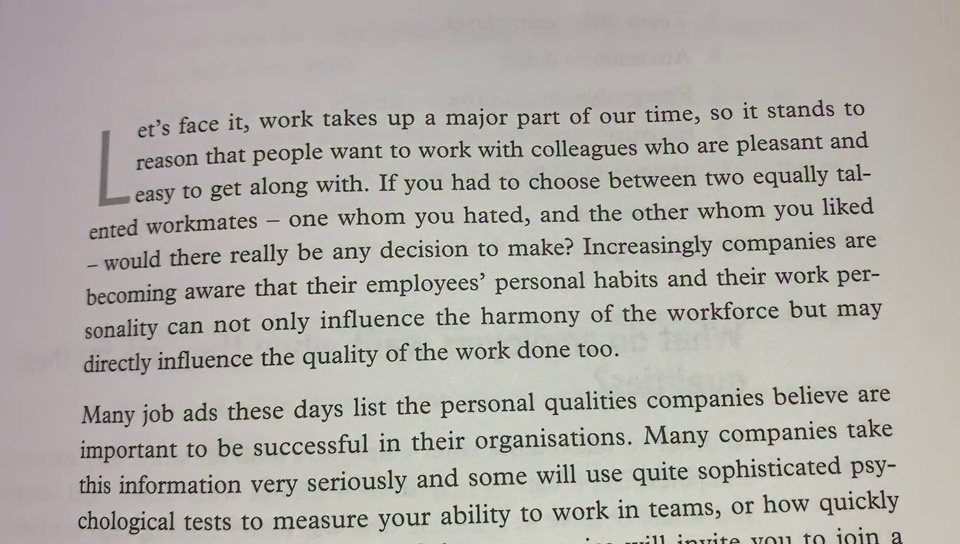 Let's face it, work takes up a major part of our time, so it stands to
reason that people want to work with colleagues who are pleasant and
easy to get along with. If you had to choose between two equally tal-
ented workmates – one whom you hated, and the other whom you liked
– would there really be any decision to make? Increasingly companies are
becoming aware that their employees' personal habits and their work per-
sonality can not only influence the harmony of the workforce but may
directly influence the quality of the work done too.
Many job ads these days list the personal qualities companies believe are
important to be successful in their organisations. Many companies take
this information very seriously and some will use quite sophisticated psy-
chological tests to measure your ability to work in teams, or how quickly
will invite you to join a